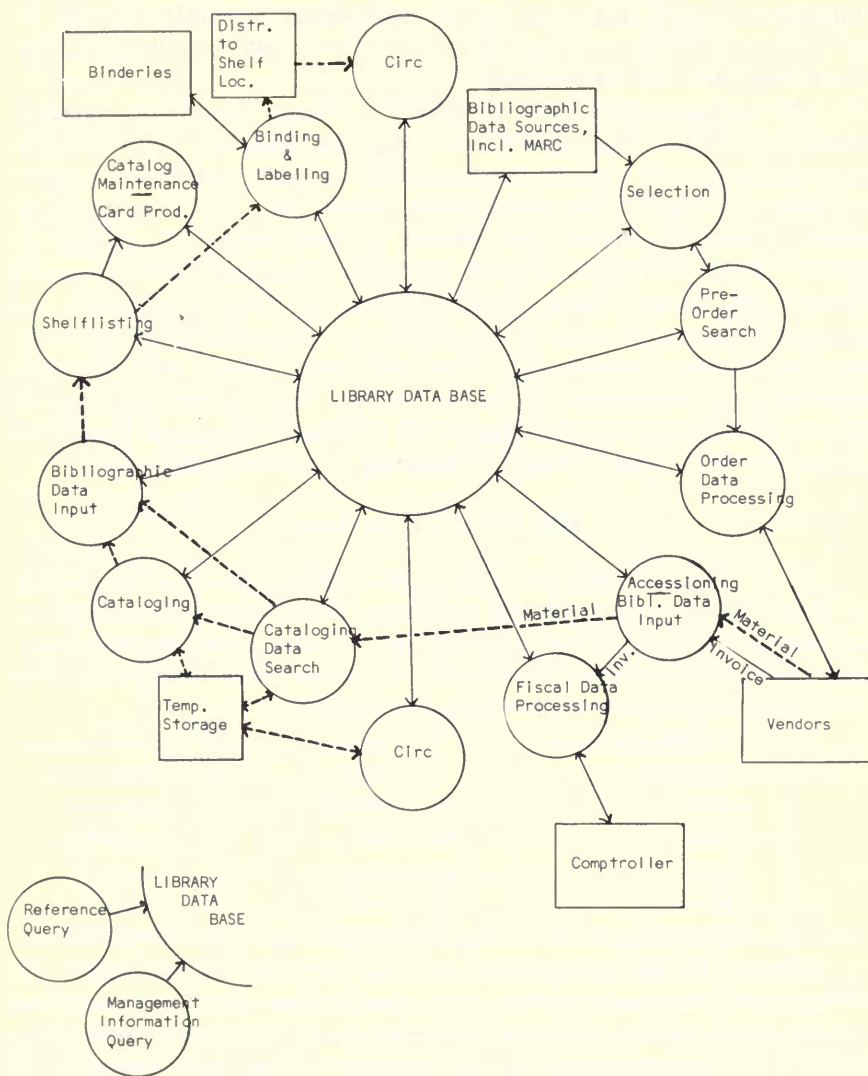 Distr.
to
Shelf
Loc.
Binderies
Circ
Bibliographic
Data Sources,
Incl. MARC
Binding
&
Labeling
Catalog
Maintenance
Card Prod.
Selection
Pre-
Order
Search
Shelflisting
LIBRARY DATA BASE
Order
Data
Processing
Bibliographic
Data
Input
Cataloging
Cataloging
Data
Search
Material
Accessioning
Bibl. Data
Input
Material
Invoice
Inv.
Fiscal Data
Processing
Vendors
Temp.
Storage
Circ
Comptroller
LIBRARY
DATA
BASE
Reference
Query
Management
Information
Query